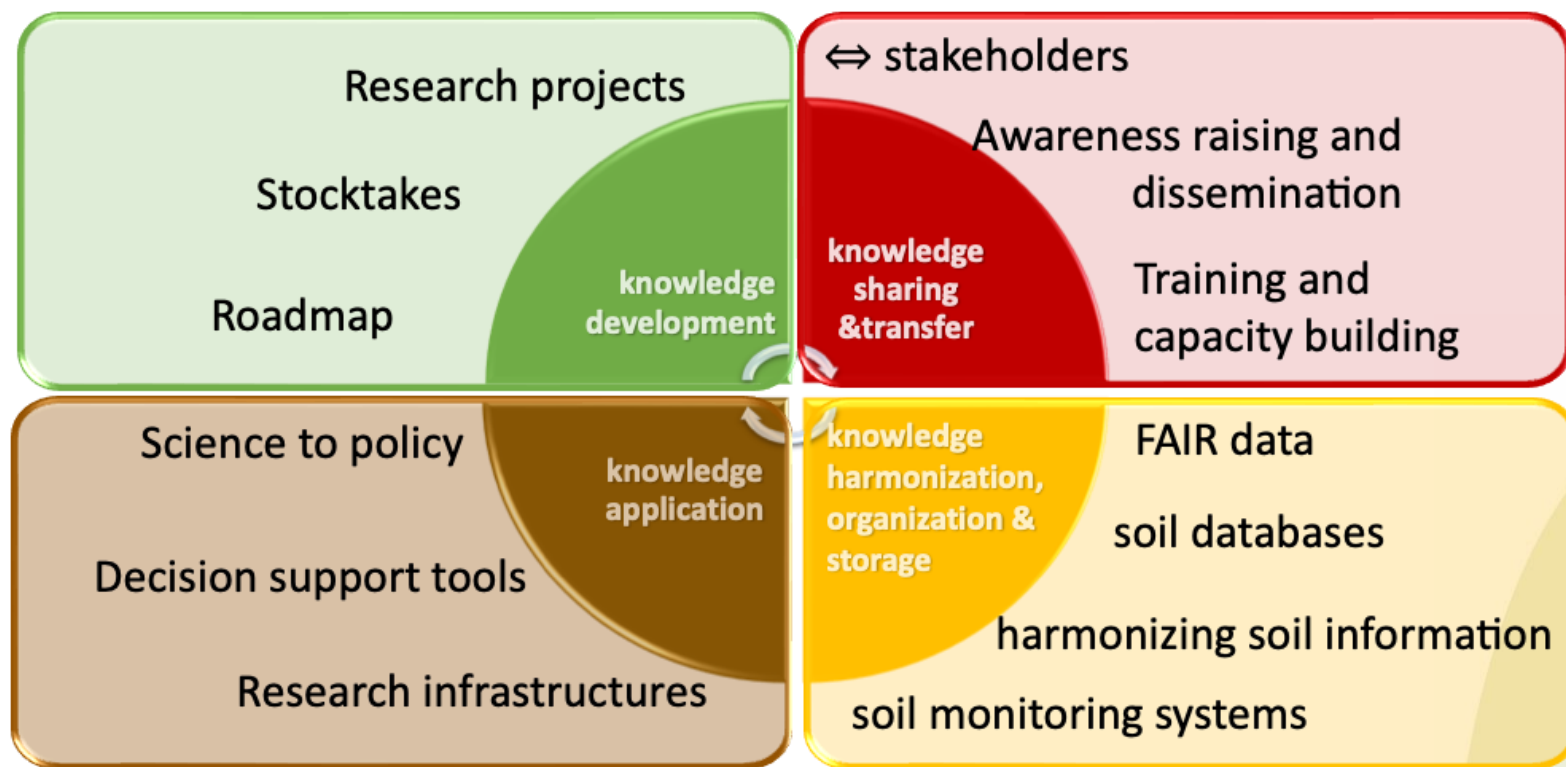 Research projects
Stocktakes
Roadmap
knowledge
development
⇔ stakeholders
Awareness raising and
dissemination
Training and
capacity building
knowledge
sharing
&transfer
Science to policy
Decision support tools
Research infrastructures
knowledge
application
knowledge
harmonization,
organization &
storage
FAIR data
soil databases
harmonizing soil information
soil monitoring systems